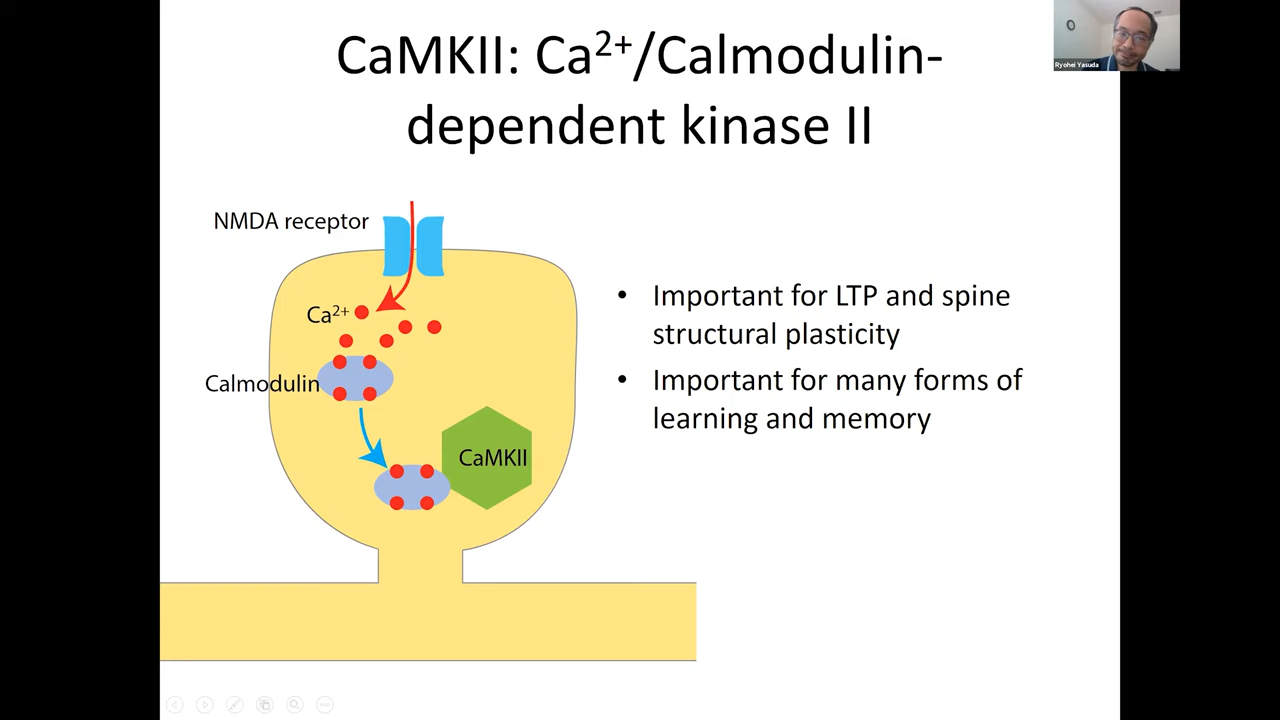 CaMKII: Ca²⁺/Calmodulin-
dependent kinase II
Ryohei Yasuda
NMDA receptor
Ca²⁺
Calmodulin
CaMKII
• Important for LTP and spine
structural plasticity
• Important for many forms of
learning and memory